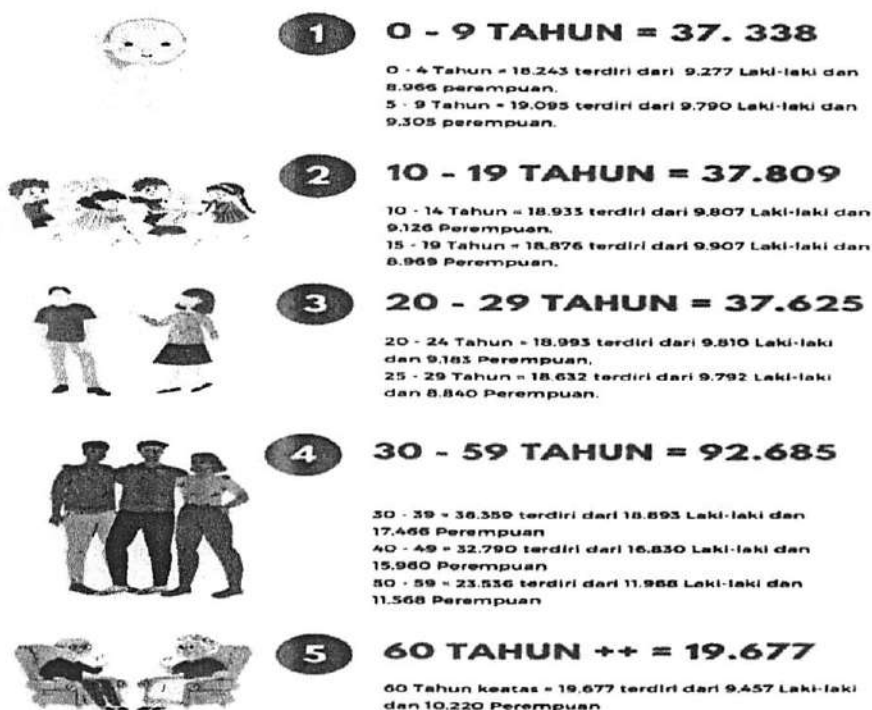 1
0 - 9 TAHUN = 37. 338
0 - 4 Tahun = 18.243 terdiri dari 9.277 Laki-laki dan
8.966 perempuan.
5 - 9 Tahun = 19.095 terdiri dari 9.790 Laki-laki dan
9.305 perempuan.
2
10 - 19 TAHUN = 37.809
10 - 14 Tahun = 18.933 terdiri dari 9.807 Laki-laki dan
9.126 Perempuan.
15 - 19 Tahun = 18.876 terdiri dari 9.907 Laki-laki dan
8.969 Perempuan.
3
20 - 29 TAHUN = 37.625
20 - 24 Tahun = 18.993 terdiri dari 9.810 Laki-laki
dan 9.183 Perempuan.
25 - 29 Tahun = 18.632 terdiri dari 9.792 Laki-laki
dan 8.840 Perempuan.
4
30 - 59 TAHUN = 92.685
30 - 39 = 36.359 terdiri dari 18.893 Laki-laki dan
17.466 Perempuan
40 - 49 = 32.790 terdiri dari 16.830 Laki-laki dan
15.960 Perempuan
50 - 59 = 23.536 terdiri dari 11.968 Laki-laki dan
11.568 Perempuan
5
60 TAHUN ++ = 19.677
60 Tahun keatas = 19.677 terdiri dari 9.457 Laki-laki
dan 10.220 Perempuan